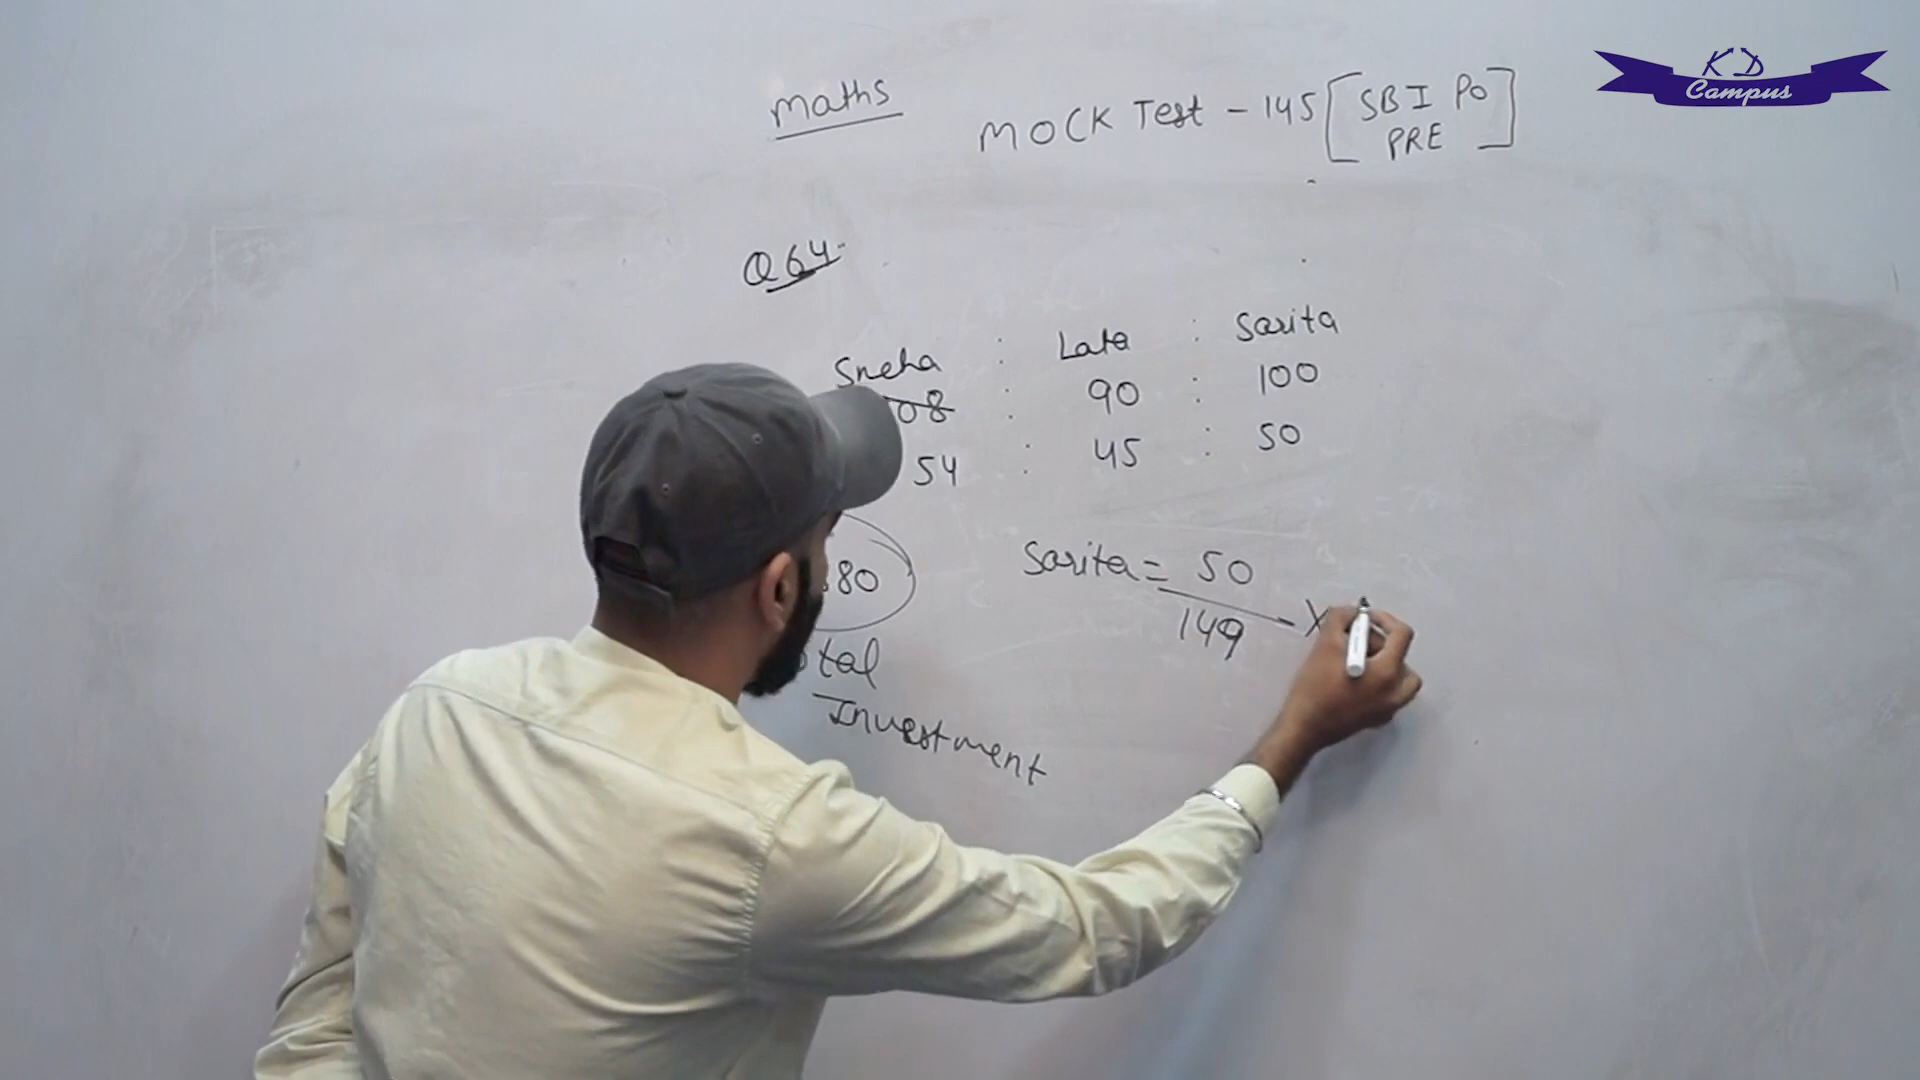 KD
Campus
Maths
MOCK Test - 145 [SBI PO PRE]
Q64.
Sneha : Lata : Sarita
08 : 90 : 100
54 : 45 : 50
80
Sarita = 50
149 X
tal
Investment